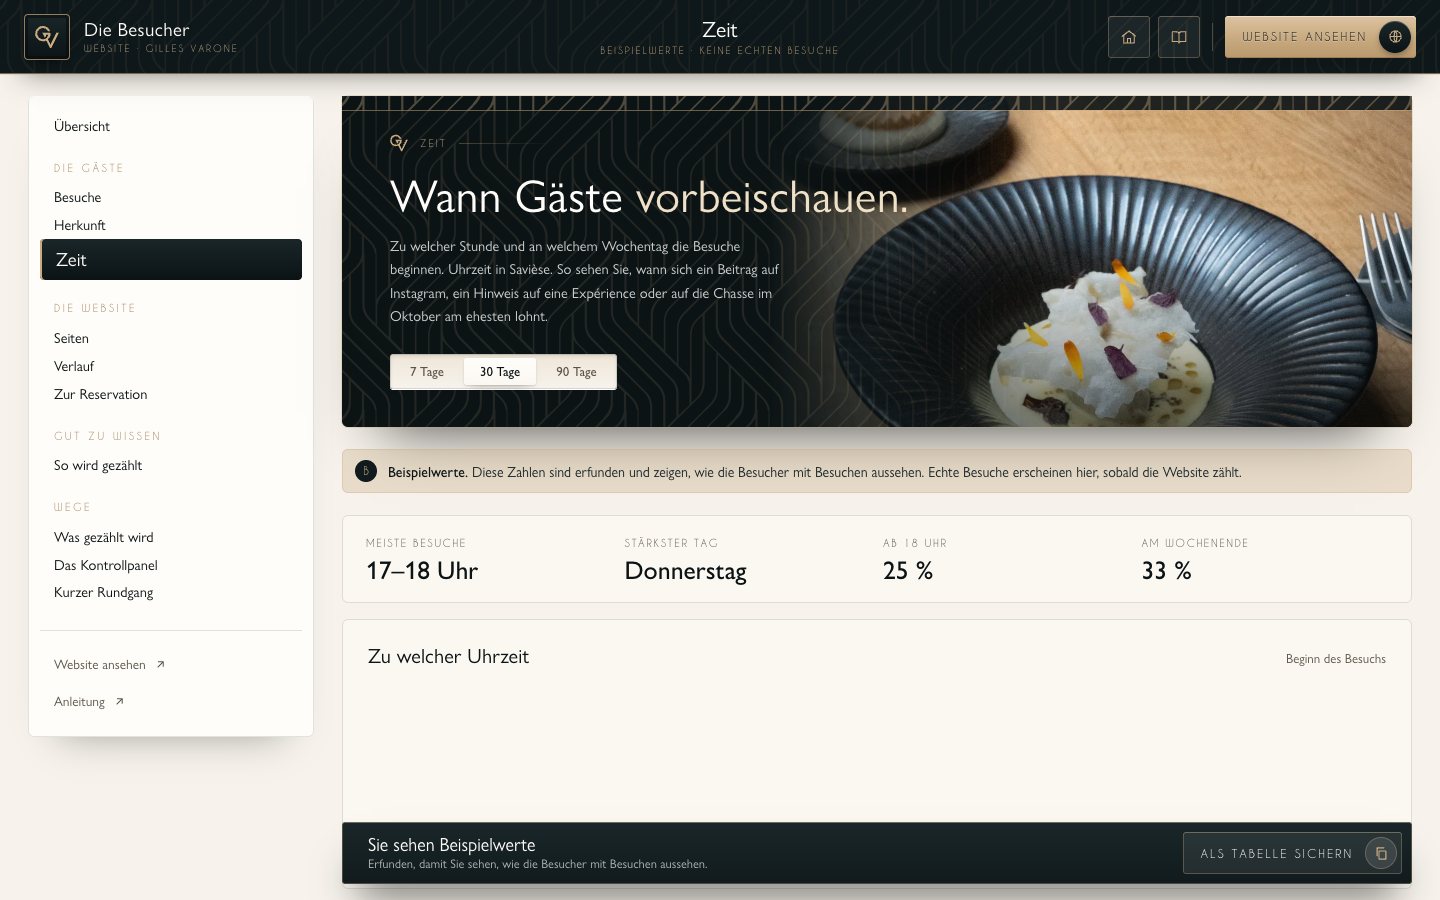 Die Besucher
WEBSITE · GILLES VARONE
Zeit
BEISPIELWERTE · KEINE ECHTEN BESUCHE
WEBSITE ANSEHEN
Übersicht
DIE GÄSTE
Besuche
Herkunft
Zeit
DIE WEBSITE
Seiten
Verlauf
Zur Reservation
GUT ZU WISSEN
So wird gezählt
WEGE
Was gezählt wird
Das Kontrollpanel
Kurzer Rundgang
Website ansehen
Anleitung
ZEIT
Wann Gäste vorbeischauen.
Zu welcher Stunde und an welchem Wochentag die Besuche
beginnen. Uhrzeit in Savièse. So sehen Sie, wann sich ein Beitrag auf
Instagram, ein Hinweis auf eine Expérience oder auf die Chasse im
Oktober am ehesten lohnt.
7 Tage 30 Tage 90 Tage
B Beispielwerte. Diese Zahlen sind erfunden und zeigen, wie die Besucher mit Besuchen aussehen. Echte Besuche erscheinen hier, sobald die Website zählt.
MEISTE BESUCHE
17–18 Uhr
STÄRKSTER TAG
Donnerstag
AB 18 UHR
25 %
AM WOCHENENDE
33 %
Zu welcher Uhrzeit
Beginn des Besuchs
Sie sehen Beispielwerte
Erfunden, damit Sie sehen, wie die Besucher mit Besuchen aussehen.
ALS TABELLE SICHERN